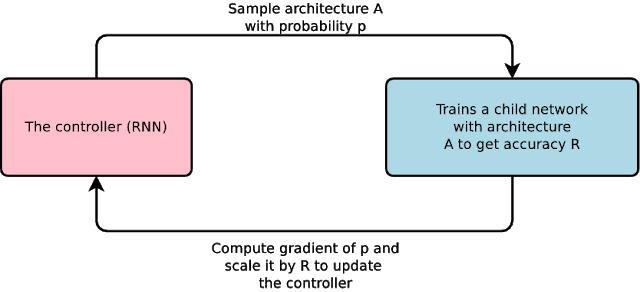 Sample architecture A
with probability p
The controller (RNN)
Trains a child network
with architecture
A to get accuracy R
Compute gradient of p and
scale it by R to update
the controller